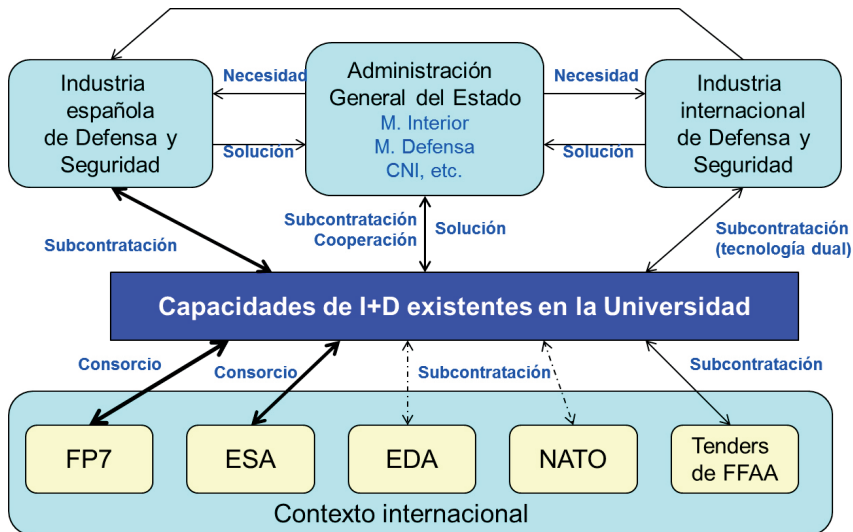 Industria
española
de Defensa y
Seguridad
Necesidad
Solución
Administración
General del Estado
M. Interior
M. Defensa
CNI, etc.
Necesidad
Solución
Industria
internacional
de Defensa y
Seguridad
Subcontratación
Subcontratación
Cooperación
Solución
Subcontratación
(tecnología dual)
Capacidades de I+D existentes en la Universidad
Consorcio
Consorcio
Subcontratación
Subcontratación
FP7
ESA
EDA
NATO
Tenders
de FFAA
Contexto internacional